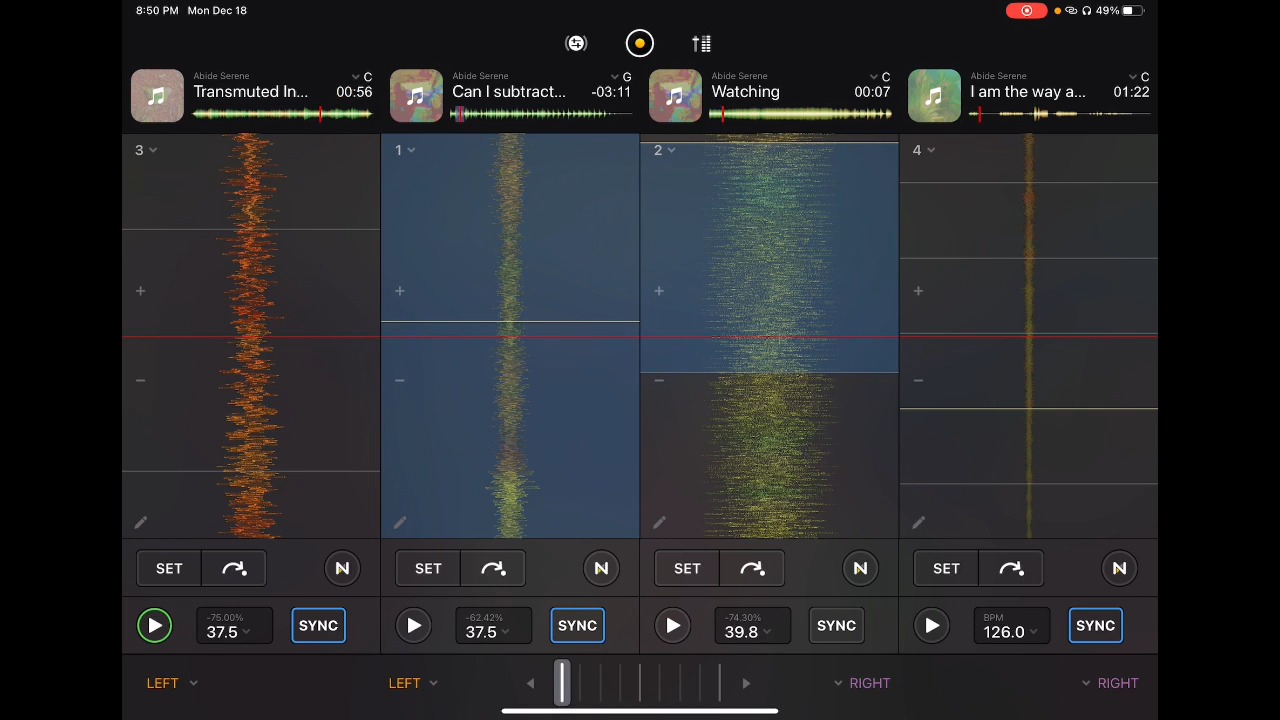 8:50 PM Mon Dec 18
49%
Abide Serene
C
Transmuted In...
00:56
Abide Serene
G
Can I subtract...
-03:11
Abide Serene
C
Watching
00:07
Abide Serene
C
I am the way a...
01:22
3
1
2
4
SET
SET
SET
SET
-75.00%
37.5
SYNC
-62.42%
37.5
SYNC
-74.30%
39.8
SYNC
BPM
126.0
SYNC
LEFT
LEFT
RIGHT
RIGHT